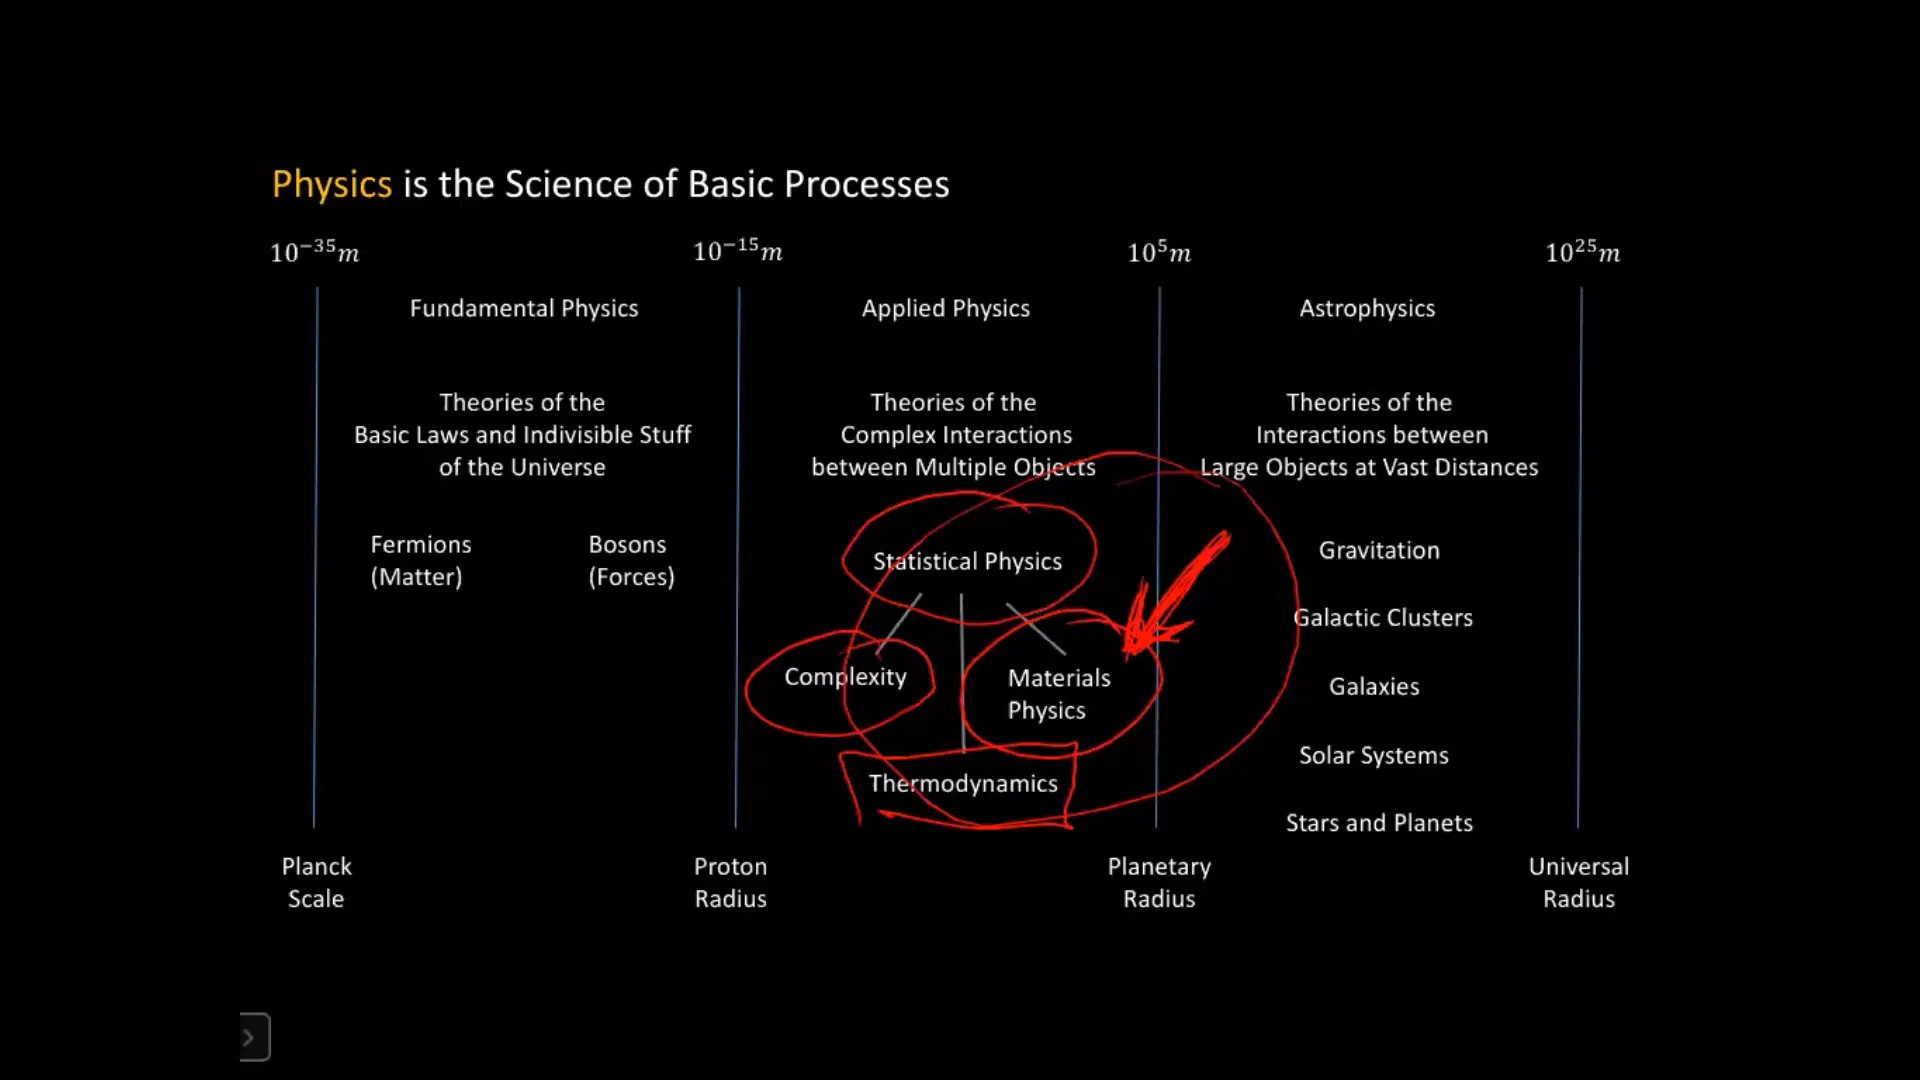 Physics is the Science of Basic Processes
10⁻³⁵m
10⁻¹⁵m
10⁵m
10²⁵m
Fundamental Physics
Applied Physics
Astrophysics
Theories of the
Basic Laws and Indivisible Stuff
of the Universe
Theories of the
Complex Interactions
between Multiple Objects
Theories of the
Interactions between
Large Objects at Vast Distances
Fermions
(Matter)
Bosons
(Forces)
Statistical Physics
Complexity
Materials
Physics
Thermodynamics
Gravitation
Galactic Clusters
Galaxies
Solar Systems
Stars and Planets
Planck
Scale
Proton
Radius
Planetary
Radius
Universal
Radius